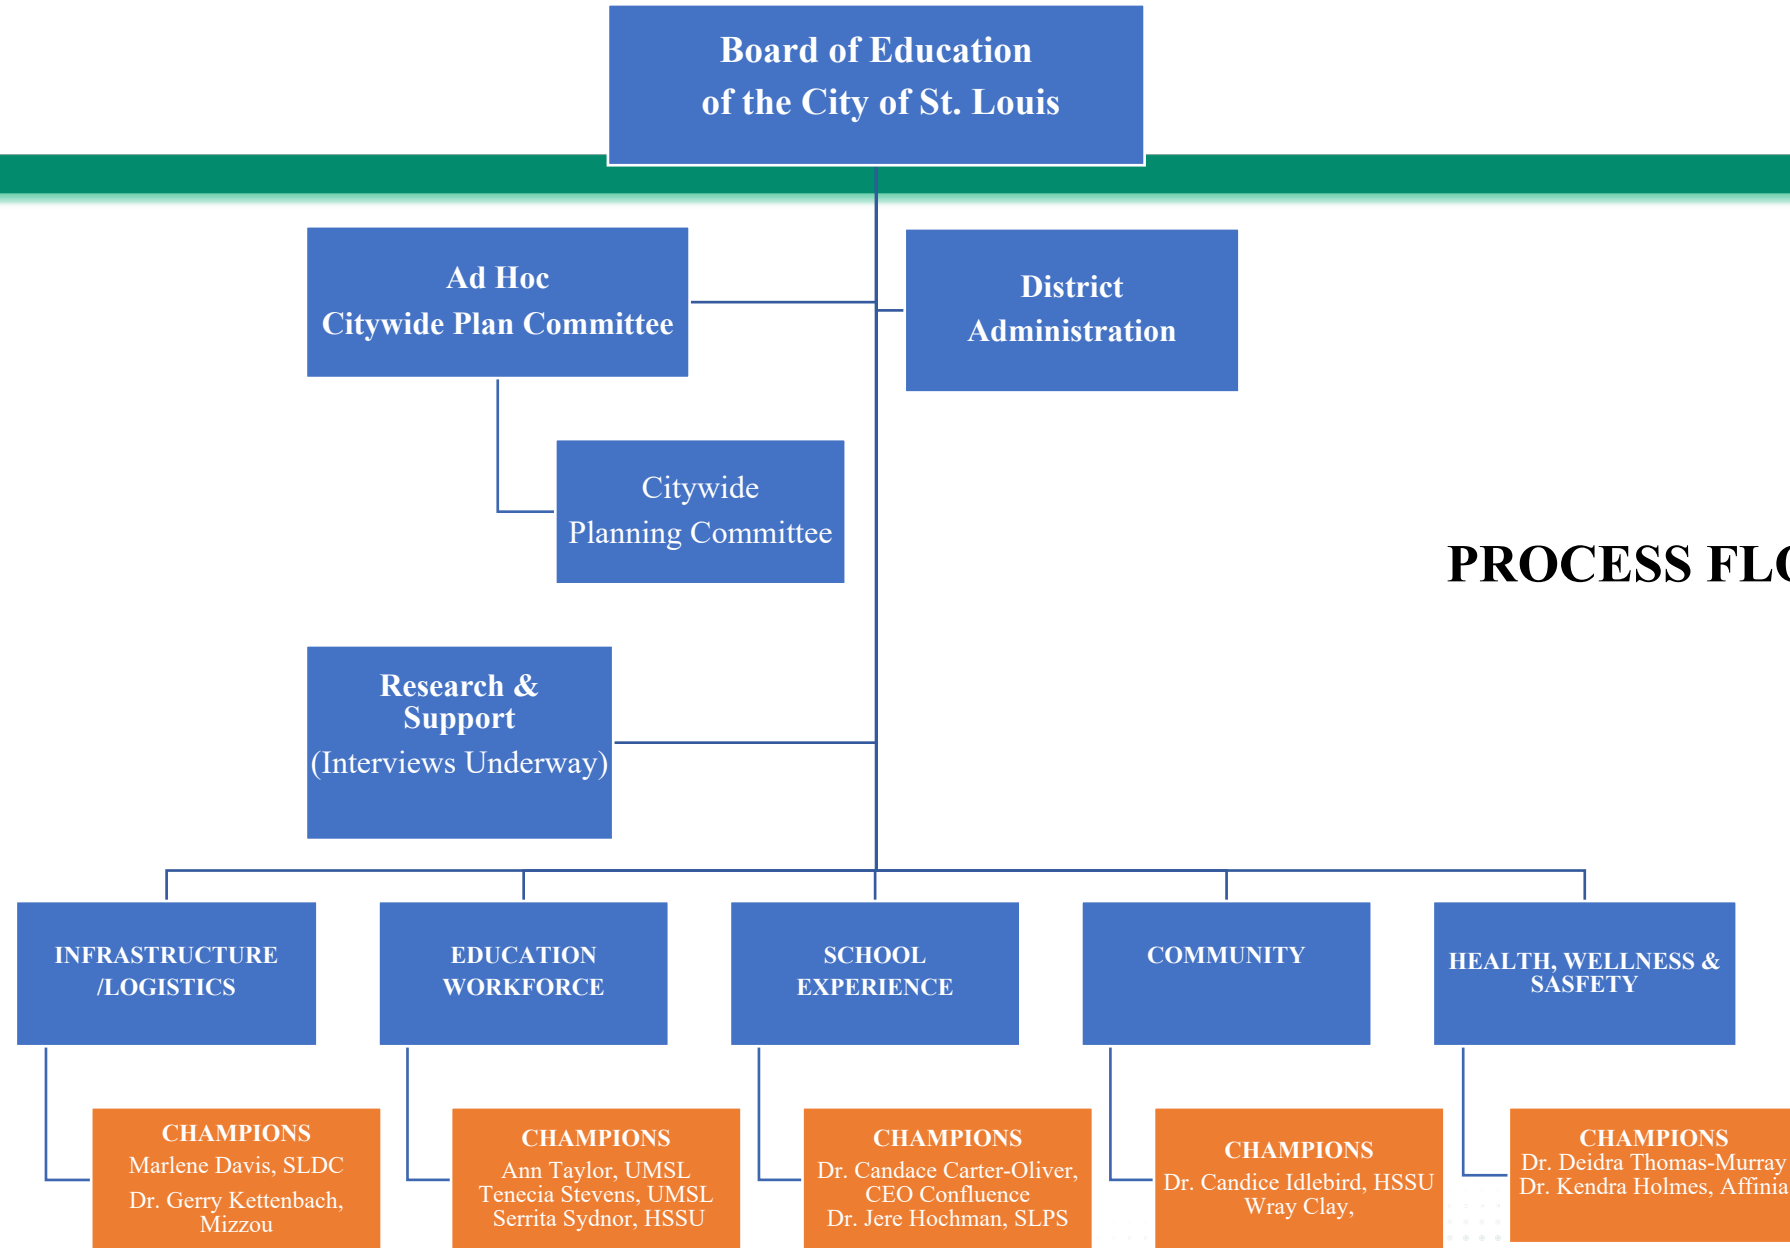 Board of Education
of the City of St. Louis
Ad Hoc
Citywide Plan Committee
District
Administration
Citywide
Planning Committee
PROCESS FLO
Research &
Support
(Interviews Underway)
INFRASTRUCTURE
/LOGISTICS
EDUCATION
WORKFORCE
SCHOOL
EXPERIENCE
COMMUNITY
HEALTH, WELLNESS &
SASFETY
CHAMPIONS
Marlene Davis, SLDC
Dr. Gerry Kettenbach,
Mizzou
CHAMPIONS
Ann Taylor, UMSL
Tenecia Stevens, UMSL
Serrita Sydnor, HSSU
CHAMPIONS
Dr. Candace Carter-Oliver,
CEO Confluence
Dr. Jere Hochman, SLPS
CHAMPIONS
Dr. Candice Idlebird, HSSU
Wray Clay,
CHAMPIONS
Dr. Deidra Thomas-Murray
Dr. Kendra Holmes, Affinia